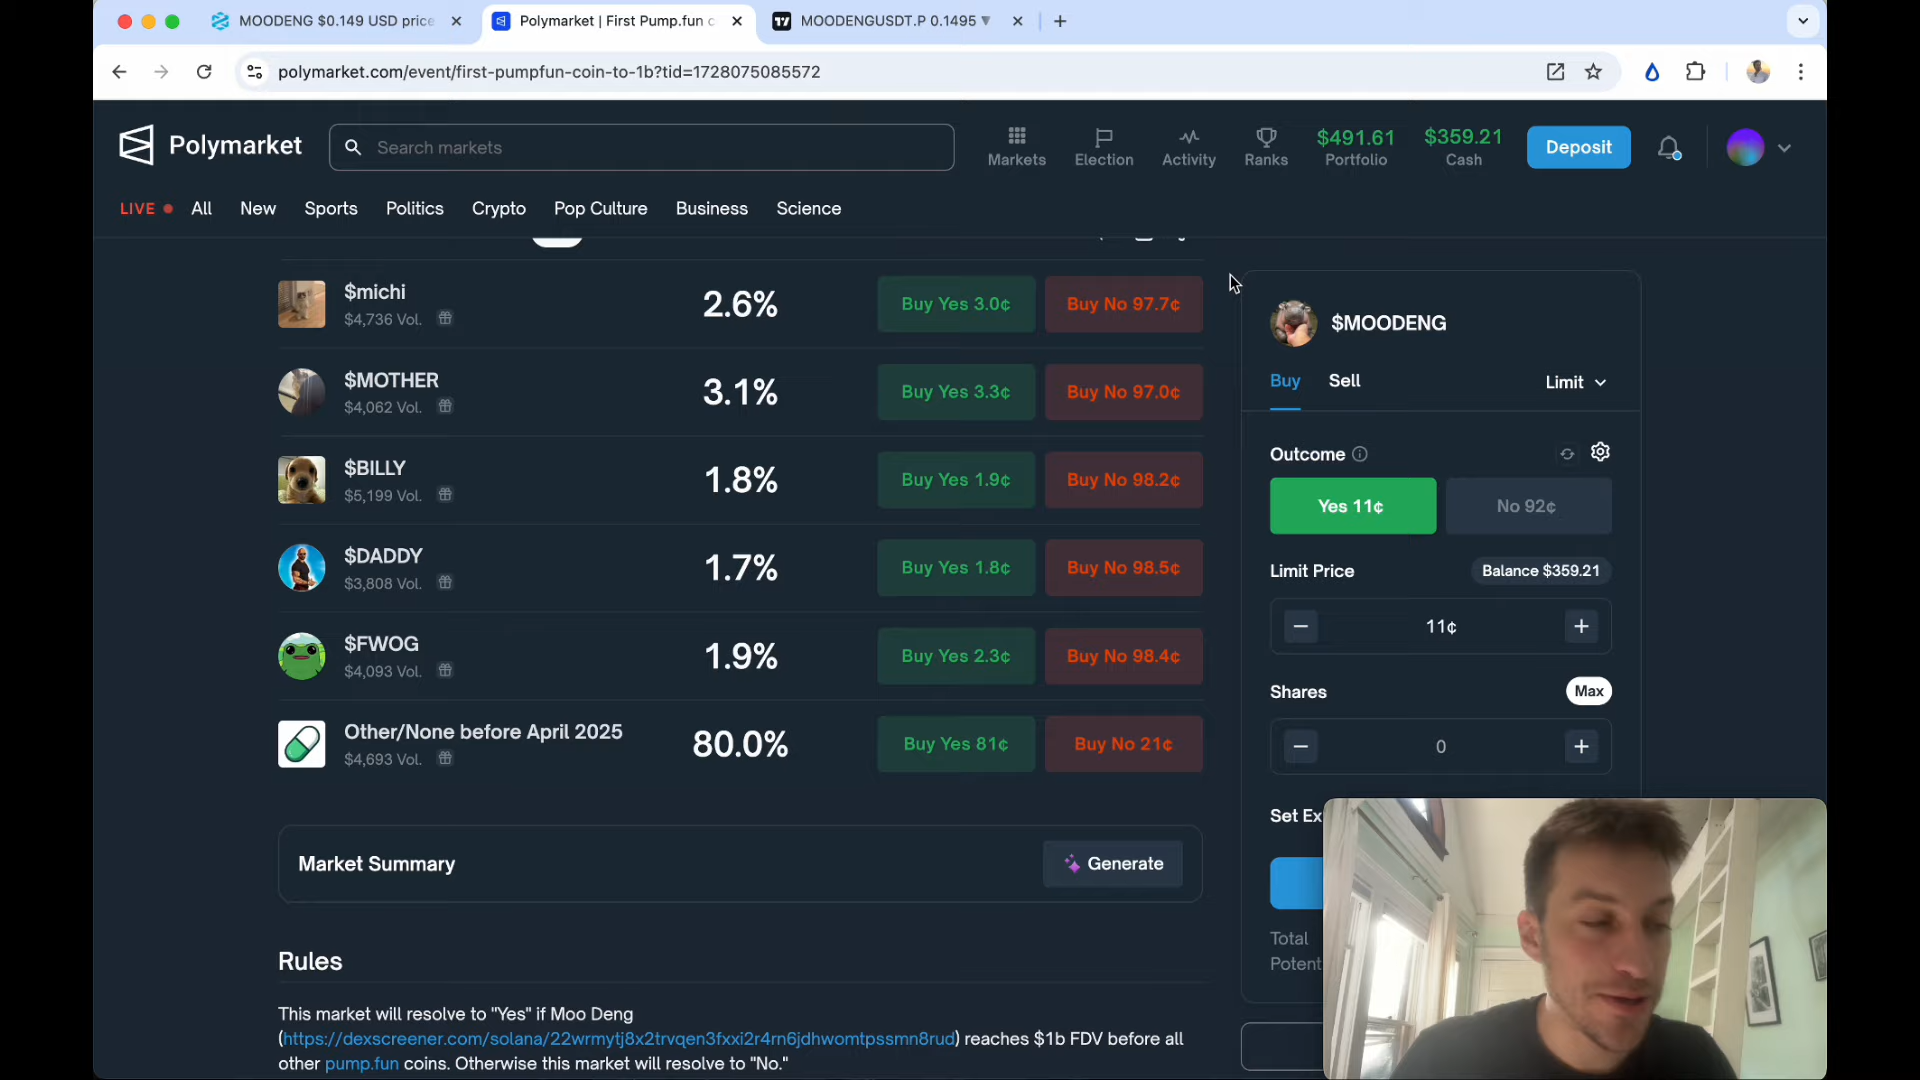 MOODENG $0.149 USD price
Polymarket | First Pump.fun c
MOODENGUSDT.P 0.1495 ▼
polymarket.com/event/first-pumpfun-coin-to-1b?tid=1728075085572
Polymarket
Search markets
Markets
Election
Activity
Ranks
$491.61
Portfolio
$359.21
Cash
Deposit
LIVE
All
New
Sports
Politics
Crypto
Pop Culture
Business
Science
$michi
$4,736 Vol.
2.6%
Buy Yes 3.0¢
Buy No 97.7¢
$MOTHER
$4,062 Vol.
3.1%
Buy Yes 3.3¢
Buy No 97.0¢
$BILLY
$5,199 Vol.
1.8%
Buy Yes 1.9¢
Buy No 98.2¢
$DADDY
$3,808 Vol.
1.7%
Buy Yes 1.8¢
Buy No 98.5¢
$FWOG
$4,093 Vol.
1.9%
Buy Yes 2.3¢
Buy No 98.4¢
Other/None before April 2025
$4,693 Vol.
80.0%
Buy Yes 81¢
Buy No 21¢
Market Summary
Generate
Rules
This market will resolve to "Yes" if Moo Deng
(https://dexscreener.com/solana/22wrmytj8x2trvqen3fxxi2r4rn6jdhwomtpssmn8rud) reaches $1b FDV before all
other pump.fun coins. Otherwise this market will resolve to "No."
$MOODENG
Buy
Sell
Limit
Outcome
Yes 11¢
No 92¢
Limit Price
Balance $359.21
11¢
Shares
Max
0
Set Ex
Total
Potent